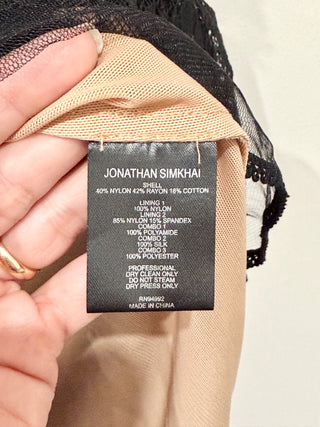 JONATHAN SIMKHAI
SHELL
40% NYLON 42% RAYON 18% COTTON
LINING 1
100% NYLON
LINING 2
85% NYLON 15% SPANDEX
COMBO 1
100% POLYAMIDE
COMBO 2
100% SILK
COMBO 3
100% POLYESTER
PROFESSIONAL
DRY CLEAN ONLY
DO NOT STEAM
DRY PRESS ONLY
RN94992
MADE IN CHINA